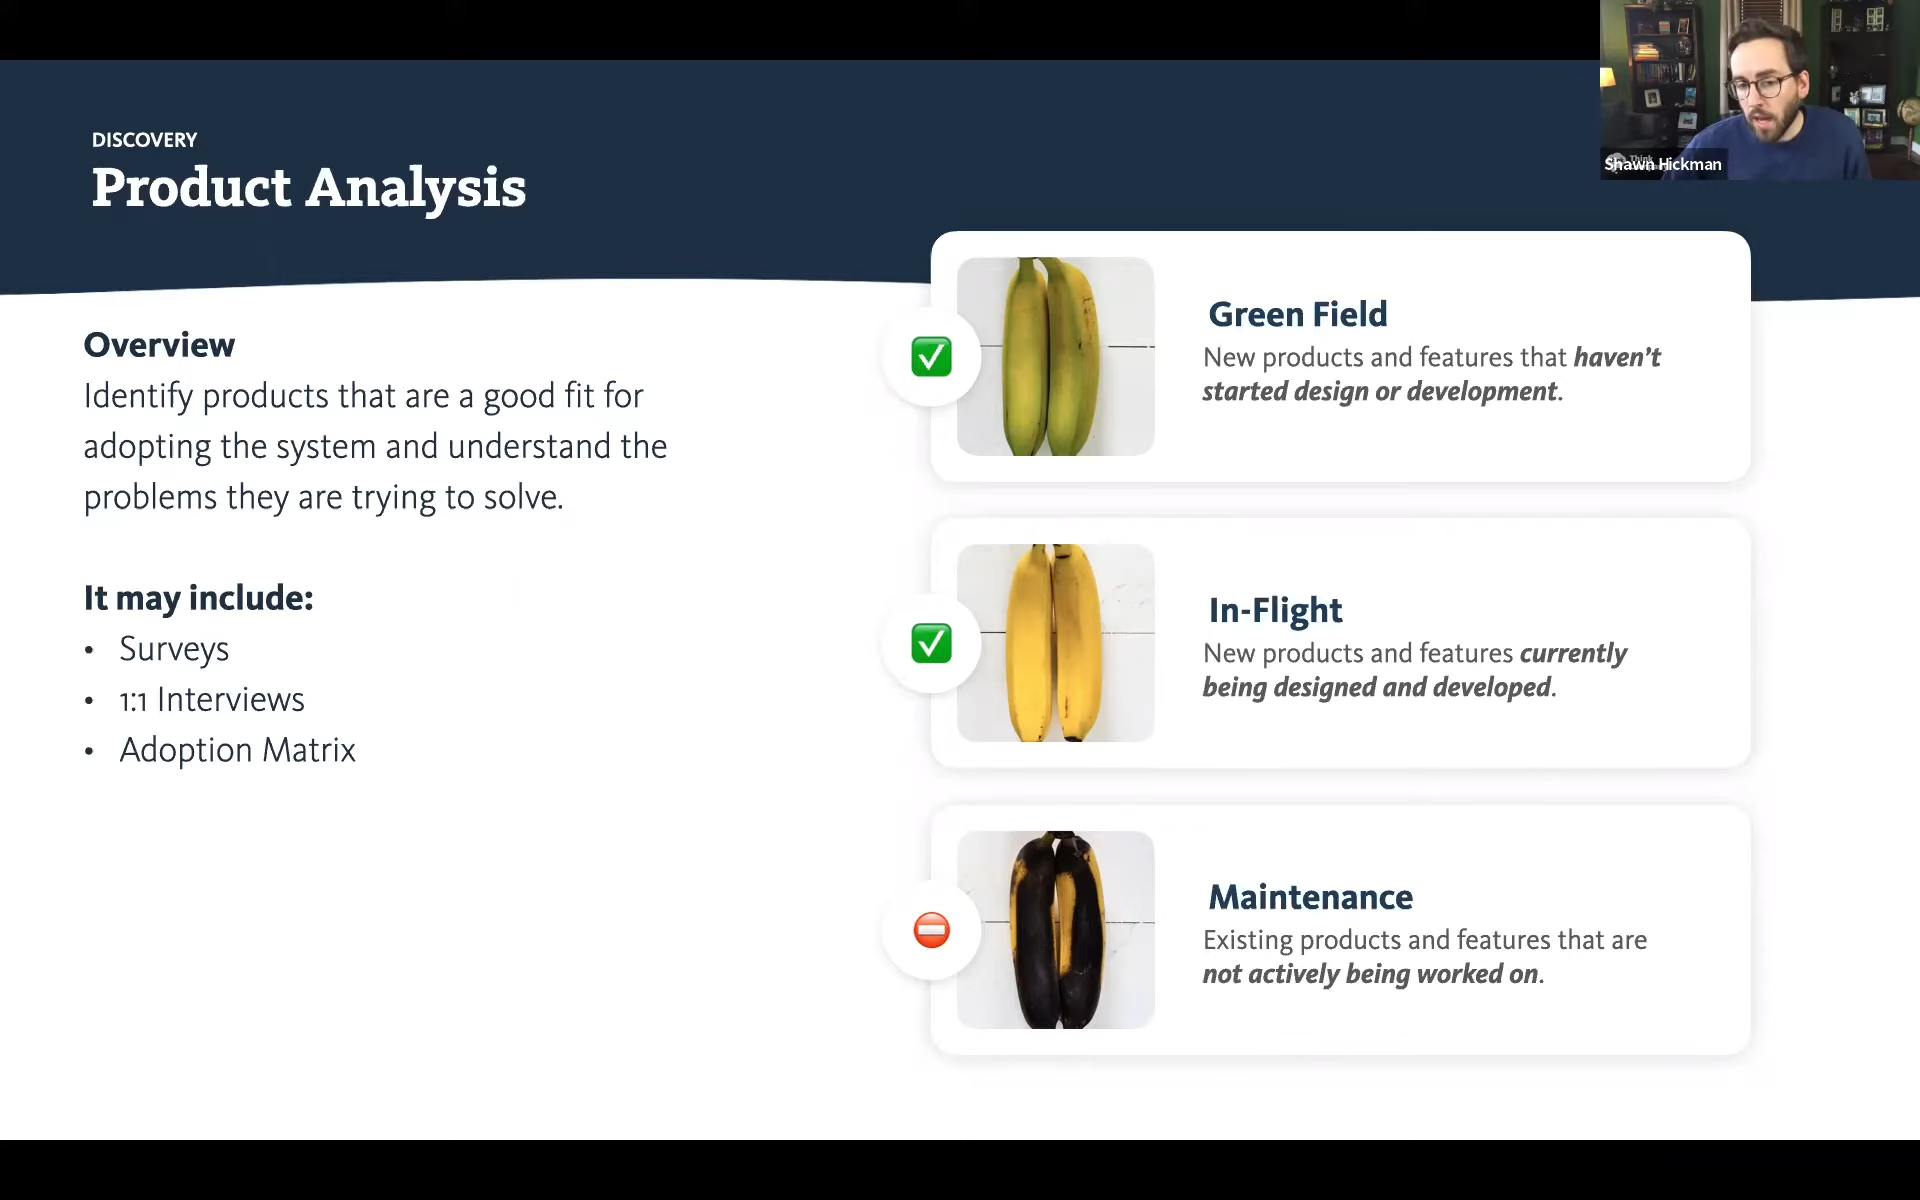 DISCOVERY
Product Analysis
Shawn Hickman
Overview
Identify products that are a good fit for
adopting the system and understand the
problems they are trying to solve.
It may include:
• Surveys
• 1:1 Interviews
• Adoption Matrix
Green Field
New products and features that haven’t
started design or development.
In-Flight
New products and features currently
being designed and developed.
Maintenance
Existing products and features that are
not actively being worked on.